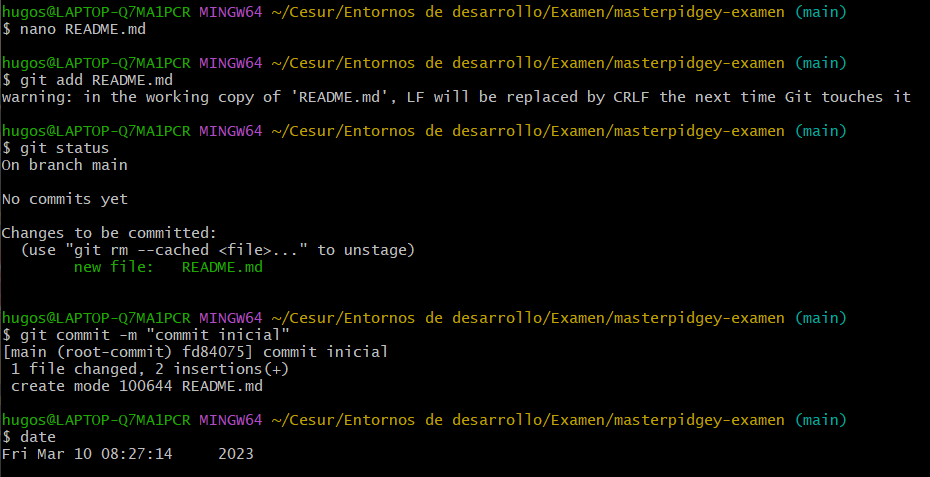 hugos@LAPTOP-Q7MA1PCR MINGW64 ~/Cesur/Entornos de desarrollo/Examen/masterpidgey-examen (main)
$ nano README.md
hugos@LAPTOP-Q7MA1PCR MINGW64 ~/Cesur/Entornos de desarrollo/Examen/masterpidgey-examen (main)
$ git add README.md
warning: in the working copy of 'README.md', LF will be replaced by CRLF the next time Git touches it
hugos@LAPTOP-Q7MA1PCR MINGW64 ~/Cesur/Entornos de desarrollo/Examen/masterpidgey-examen (main)
$ git status
On branch main
No commits yet
Changes to be committed:
  (use "git rm --cached <file>..." to unstage)
        new file:   README.md
hugos@LAPTOP-Q7MA1PCR MINGW64 ~/Cesur/Entornos de desarrollo/Examen/masterpidgey-examen (main)
$ git commit -m "commit inicial"
[main (root-commit) fd84075] commit inicial
 1 file changed, 2 insertions(+)
 create mode 100644 README.md
hugos@LAPTOP-Q7MA1PCR MINGW64 ~/Cesur/Entornos de desarrollo/Examen/masterpidgey-examen (main)
$ date
Fri Mar 10 08:27:14     2023